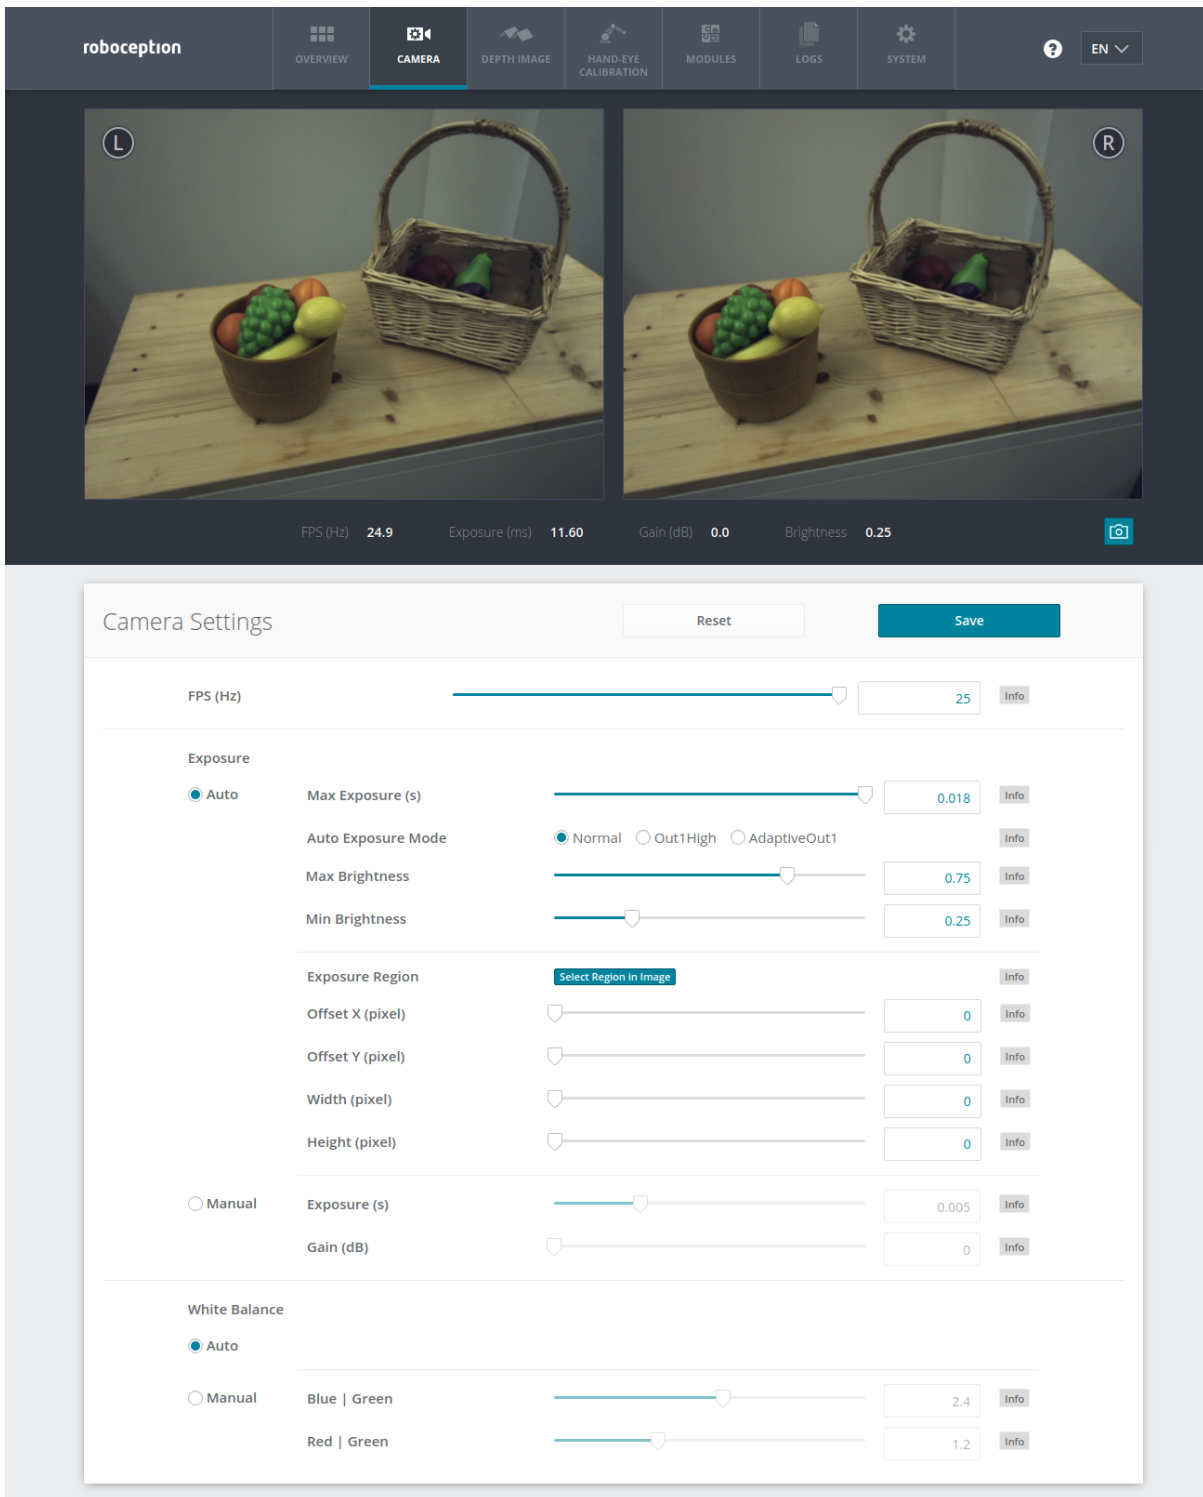 roboception
OVERVIEW
CAMERA
DEPTH IMAGE
HAND-EYE
CALIBRATION
MODULES
LOGS
SYSTEM
?
EN
L
R
FPS (Hz) 24.9 Exposure (ms) 11.60 Gain (dB) 0.0 Brightness 0.25
Camera Settings Reset Save
FPS (Hz) 25 Info
Exposure
Auto Max Exposure (s) 0.018 Info
Auto Exposure Mode Normal Out1High AdaptiveOut1 Info
Max Brightness 0.75 Info
Min Brightness 0.25 Info
Exposure Region Select Region in Image Info
Offset X (pixel) 0 Info
Offset Y (pixel) 0 Info
Width (pixel) 0 Info
Height (pixel) 0 Info
Manual Exposure (s) 0.005 Info
Gain (dB) 0 Info
White Balance
Auto
Manual Blue | Green 2.4 Info
Red | Green 1.2 Info